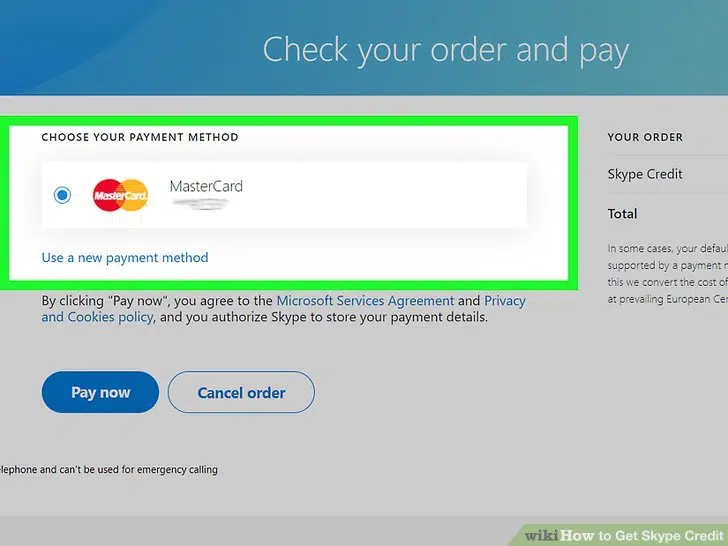 Check your order and pay
CHOOSE YOUR PAYMENT METHOD
MasterCard
MasterCard
Use a new payment method
By clicking "Pay now", you agree to the Microsoft Services Agreement and Privacy
and Cookies policy, and you authorize Skype to store your payment details.
Pay now
Cancel order
YOUR ORDER
Skype Credit
Total
In some cases, your defaul
supported by a payment m
this we convert the cost of
at prevailing European Cen
elephone and can't be used for emergency calling
wikiHow to Get Skype Credit